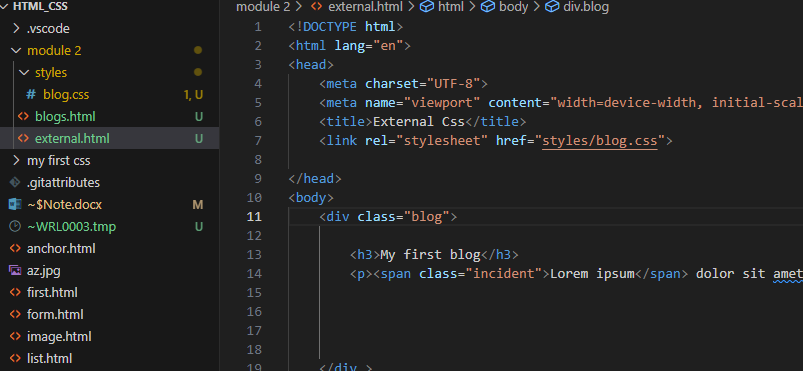 HTML_CSS
.vscode
module 2
styles
# blog.css 1, U
blogs.html U
external.html U
my first css
.gitattributes
~$Note.docx M
~WRL0003.tmp U
anchor.html
az.jpg
first.html
form.html
image.html
list.html
module 2 > external.html > html > body > div.blog
1 <!DOCTYPE html>
2 <html lang="en">
3 <head>
4 <meta charset="UTF-8">
5 <meta name="viewport" content="width=device-width, initial-scal
6 <title>External Css</title>
7 <link rel="stylesheet" href="styles/blog.css">
8
9 </head>
10 <body>
11 <div class="blog">
12
13 <h3>My first blog</h3>
14 <p><span class="incident">Lorem ipsum</span> dolor sit amet
15
16
17
18
19 </div >